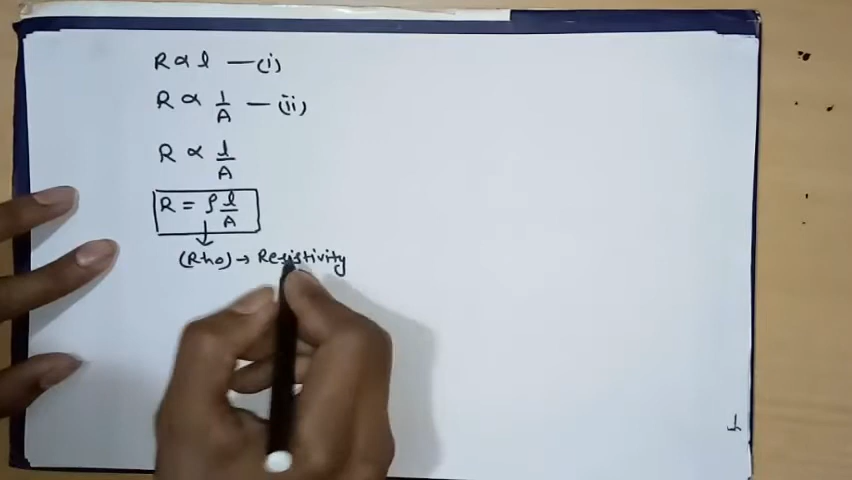 R ∝ l —(i)
R ∝ 1/A — (ii)
R ∝ l/A
R = ρ l/A
(Rho) → Resistivity